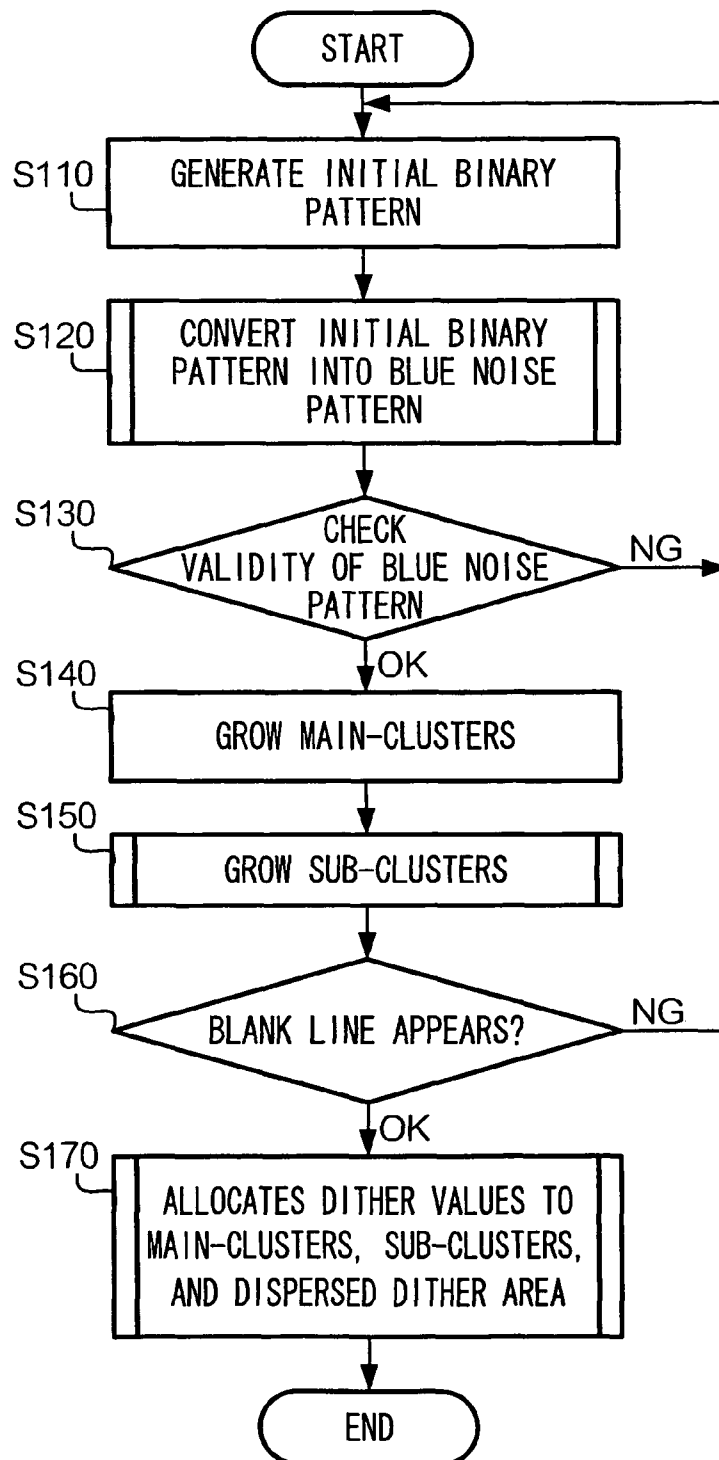 START
S110
GENERATE INITIAL BINARY
PATTERN
S120
CONVERT INITIAL BINARY
PATTERN INTO BLUE NOISE
PATTERN
S130
CHECK
VALIDITY OF BLUE NOISE
PATTERN
NG
OK
S140
GROW MAIN-CLUSTERS
S150
GROW SUB-CLUSTERS
S160
BLANK LINE APPEARS?
NG
OK
S170
ALLOCATES DITHER VALUES TO
MAIN-CLUSTERS, SUB-CLUSTERS,
AND DISPERSED DITHER AREA
END